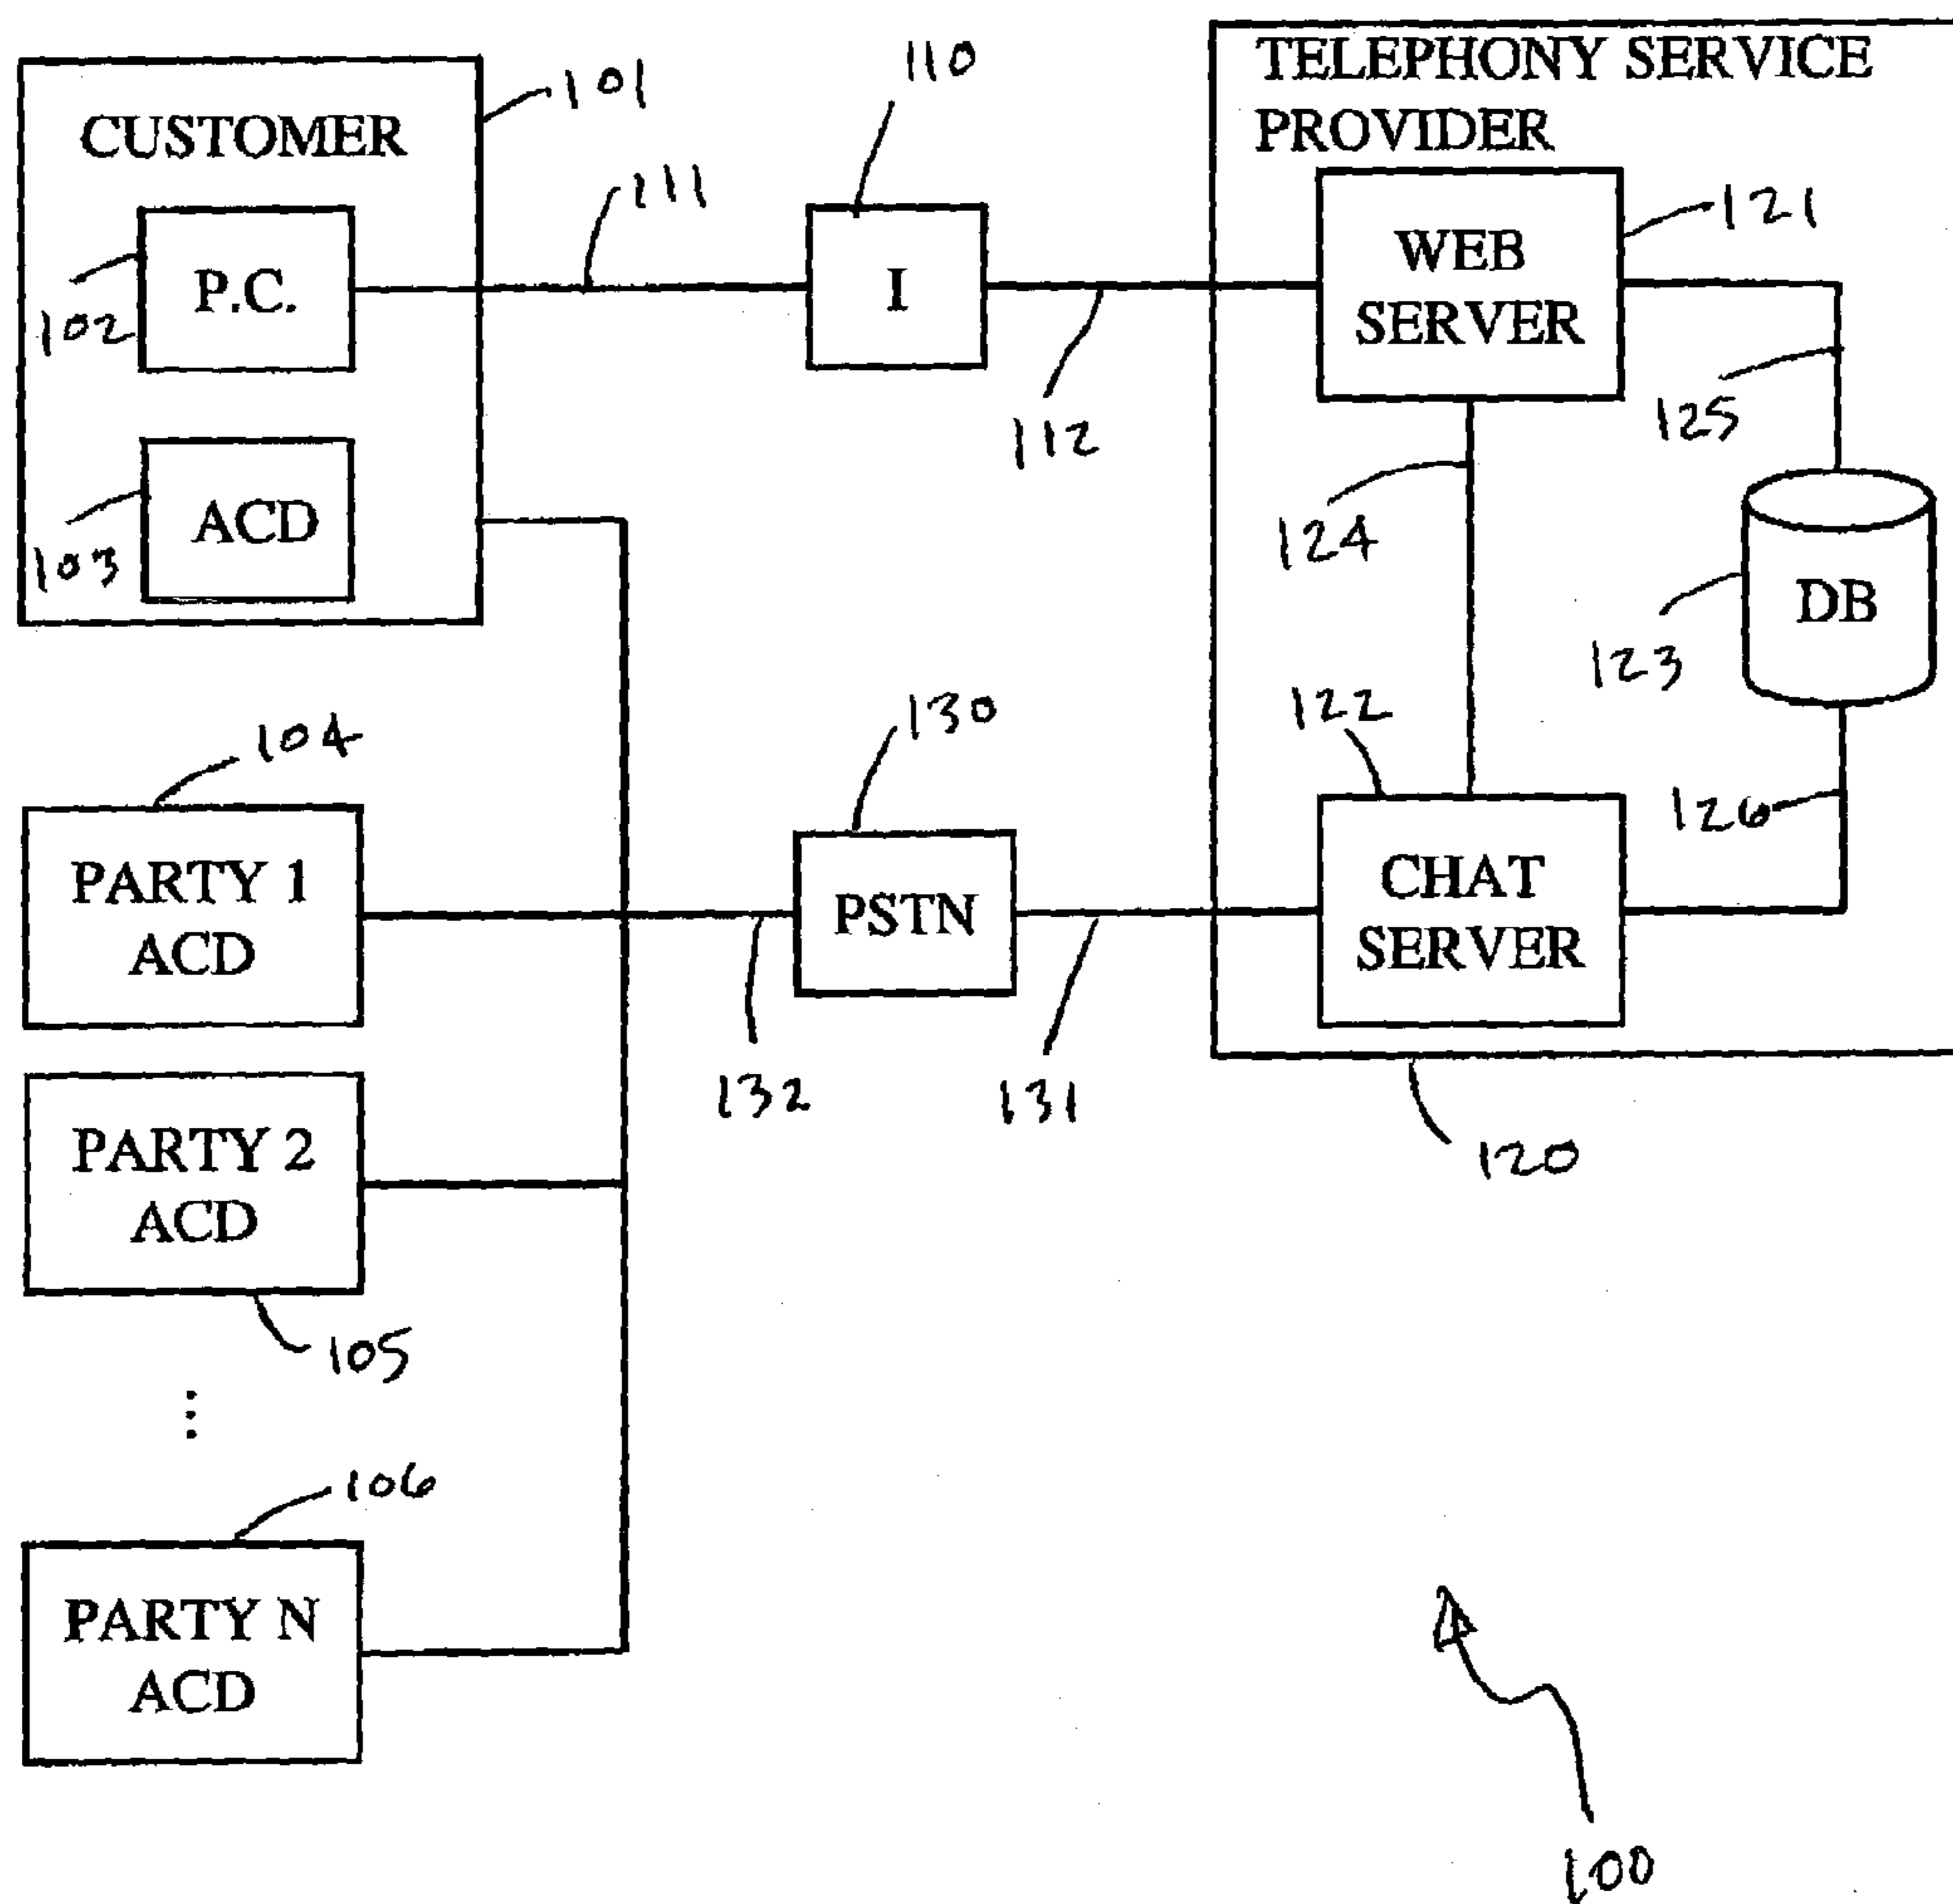 110
TELEPHONY SERVICE
PROVIDER
101
CUSTOMER
111
121
WEB
SERVER
P.C.
I
102
112
125
124
ACD
103
DB
123
122
130
104
126
PARTY 1
ACD
PSTN
CHAT
SERVER
132
131
120
PARTY 2
ACD
105
⋮
106
PARTY N
ACD
100